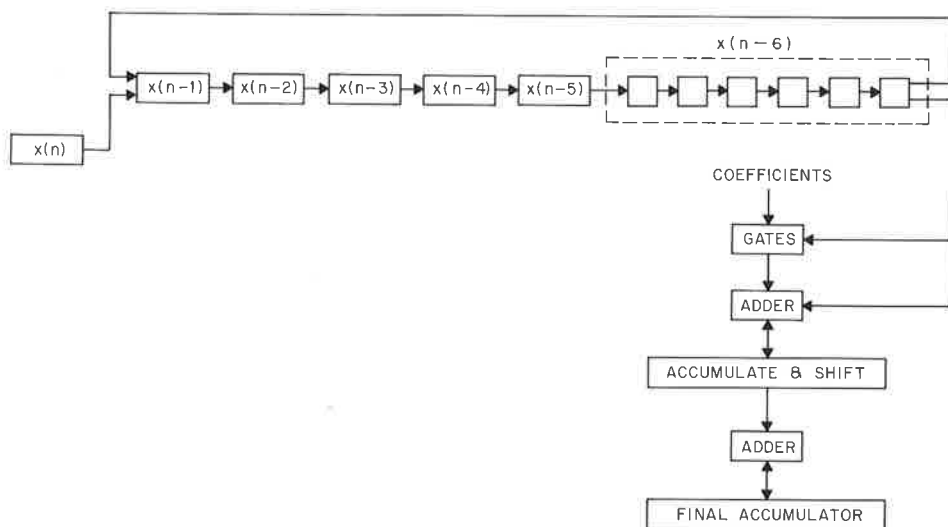 x(n-6)
x(n-1) x(n-2) x(n-3) x(n-4) x(n-5)
x(n)
COEFFICIENTS
GATES
ADDER
ACCUMULATE & SHIFT
ADDER
FINAL ACCUMULATOR